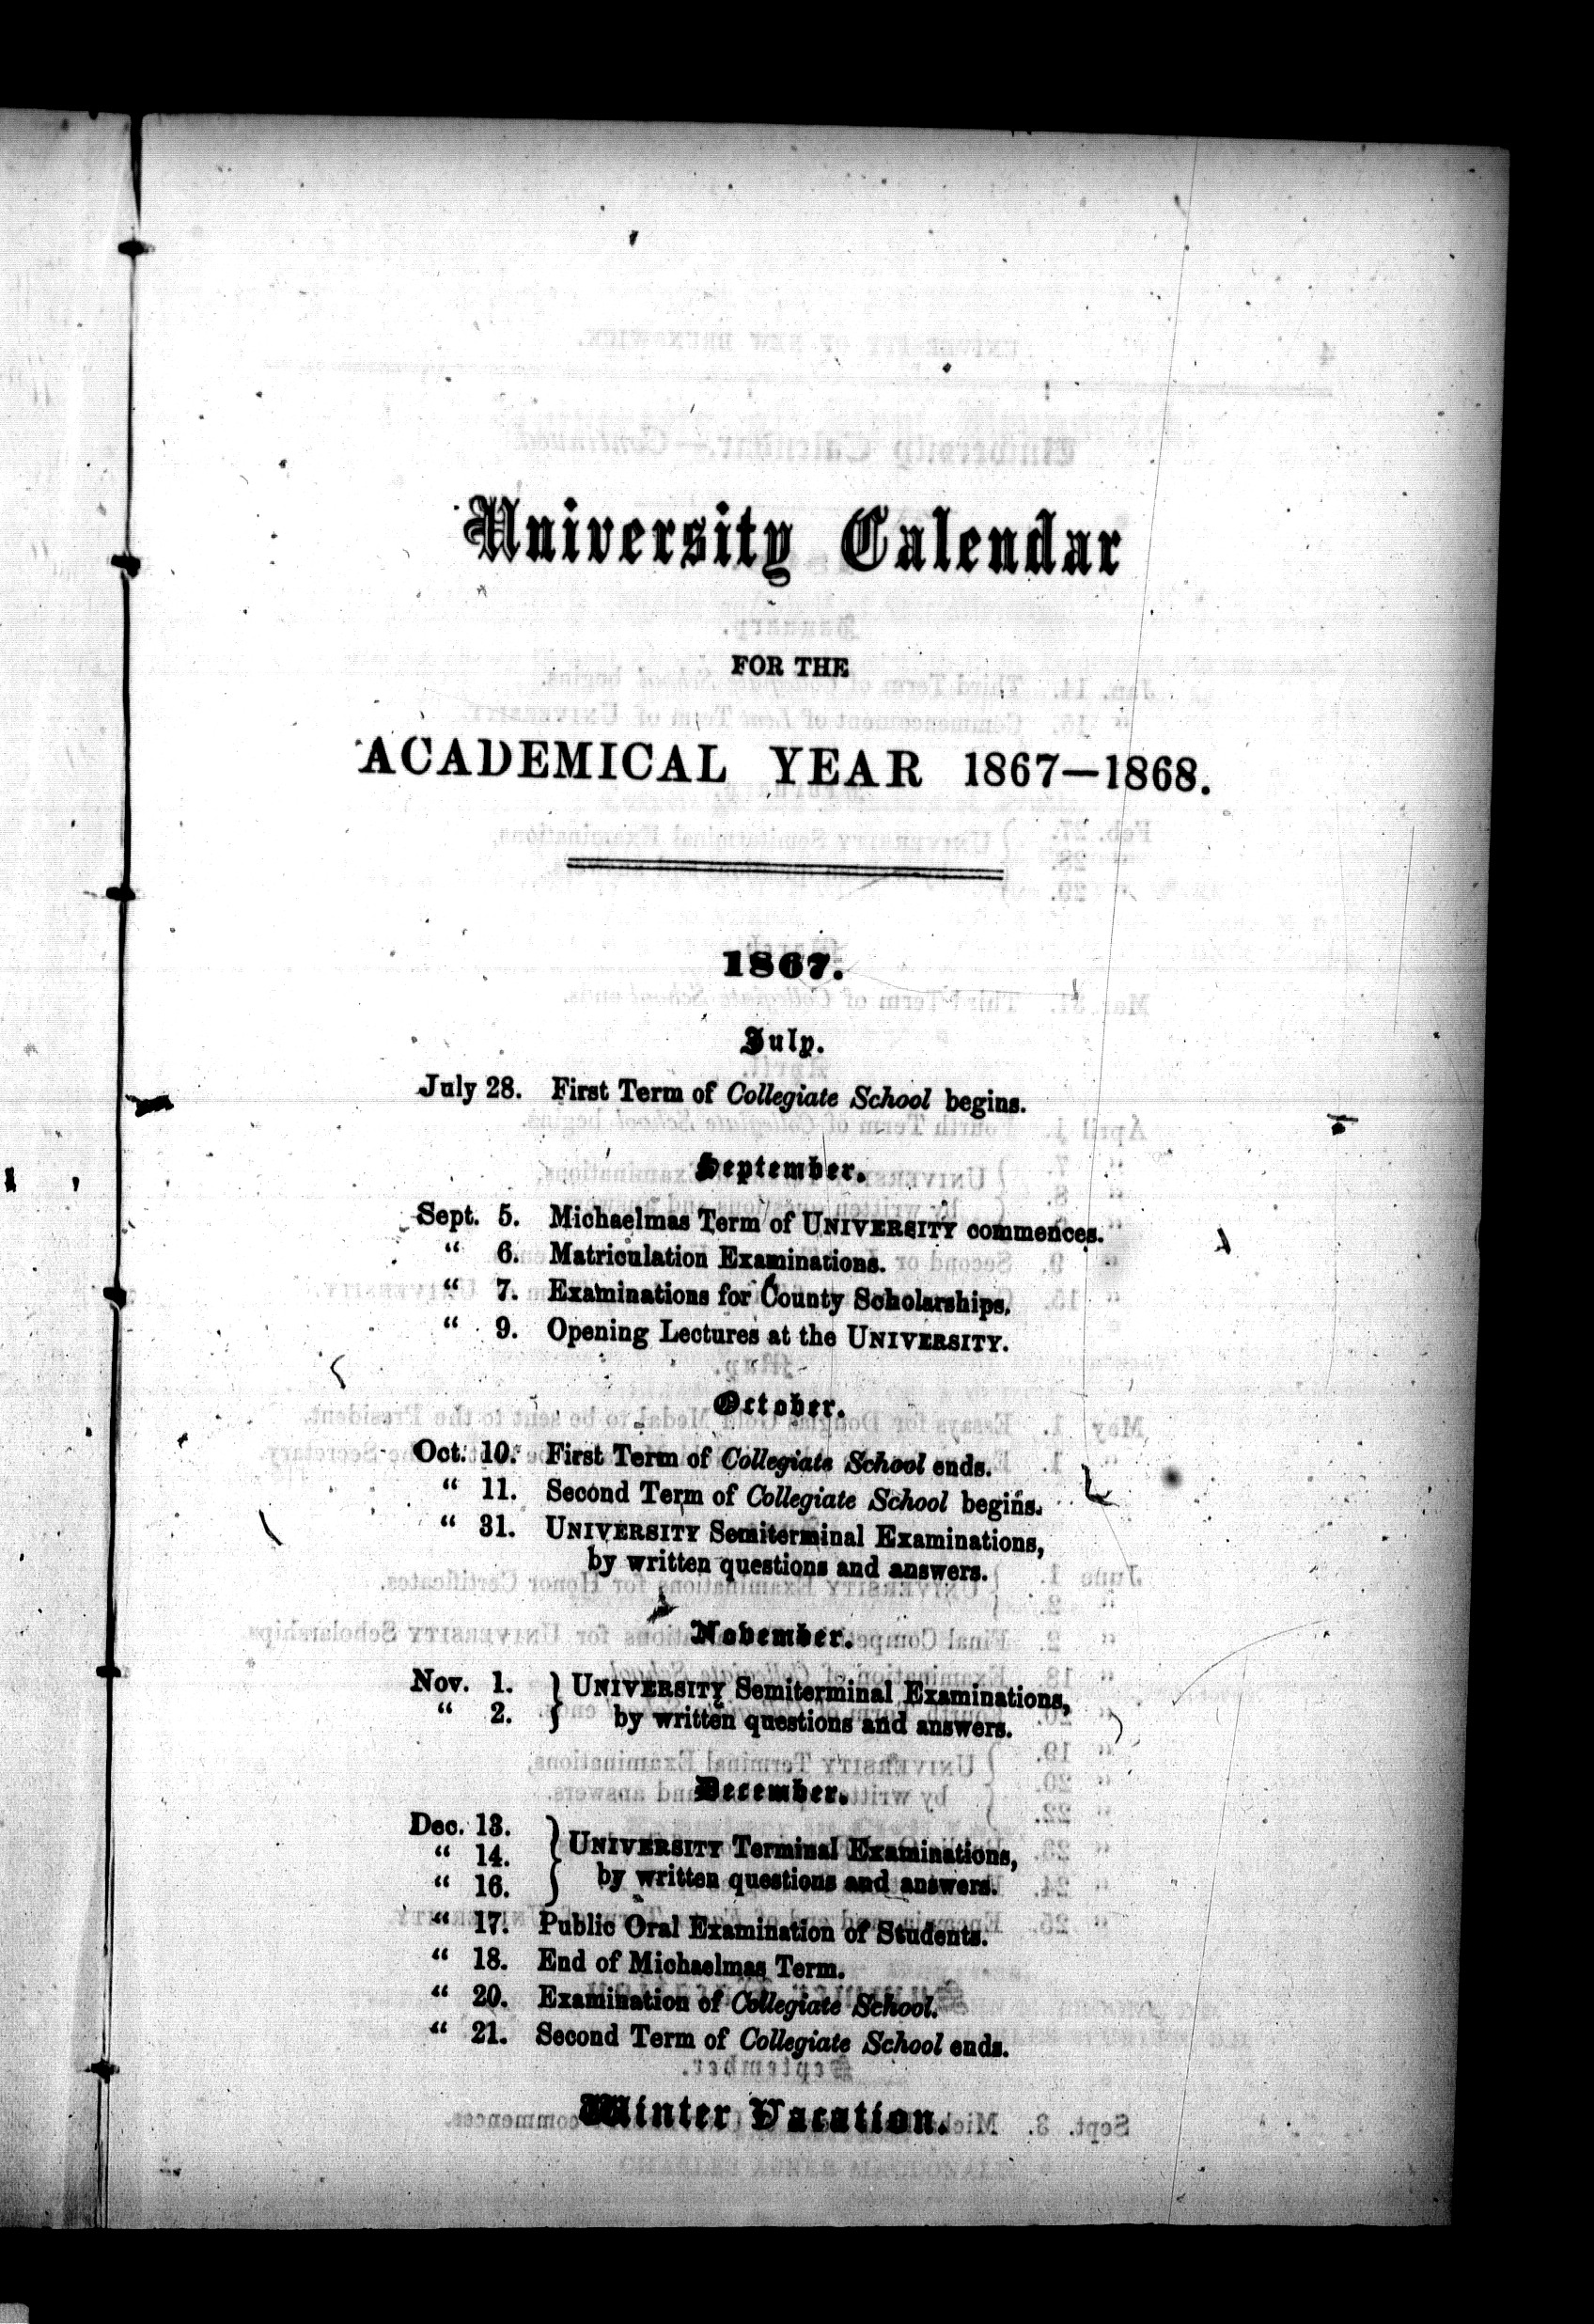 University Calendar
FOR THE
ACADEMICAL YEAR 1867—1868.
1867.
July.
July 28. First Term of Collegiate School begins.
September.
Sept. 5. Michaelmas Term of UNIVERSITY commences.
“ 6. Matriculation Examinations.
“ 7. Examinations for County Scholarships.
“ 9. Opening Lectures at the UNIVERSITY.
October.
Oct. 10. First Term of Collegiate School ends.
“ 11. Second Term of Collegiate School begins.
“ 31. UNIVERSITY Semiterminal Examinations,
by written questions and answers.
November.
Nov. 1. } UNIVERSITY Semiterminal Examinations,
“ 2. } by written questions and answers.
December.
Dec. 13.
“ 14. } UNIVERSITY Terminal Examinations,
“ 16. by written questions and answers.
“ 17. Public Oral Examination of Students.
“ 18. End of Michaelmas Term.
“ 20. Examination of Collegiate School.
“ 21. Second Term of Collegiate School ends.
Winter Vacation.